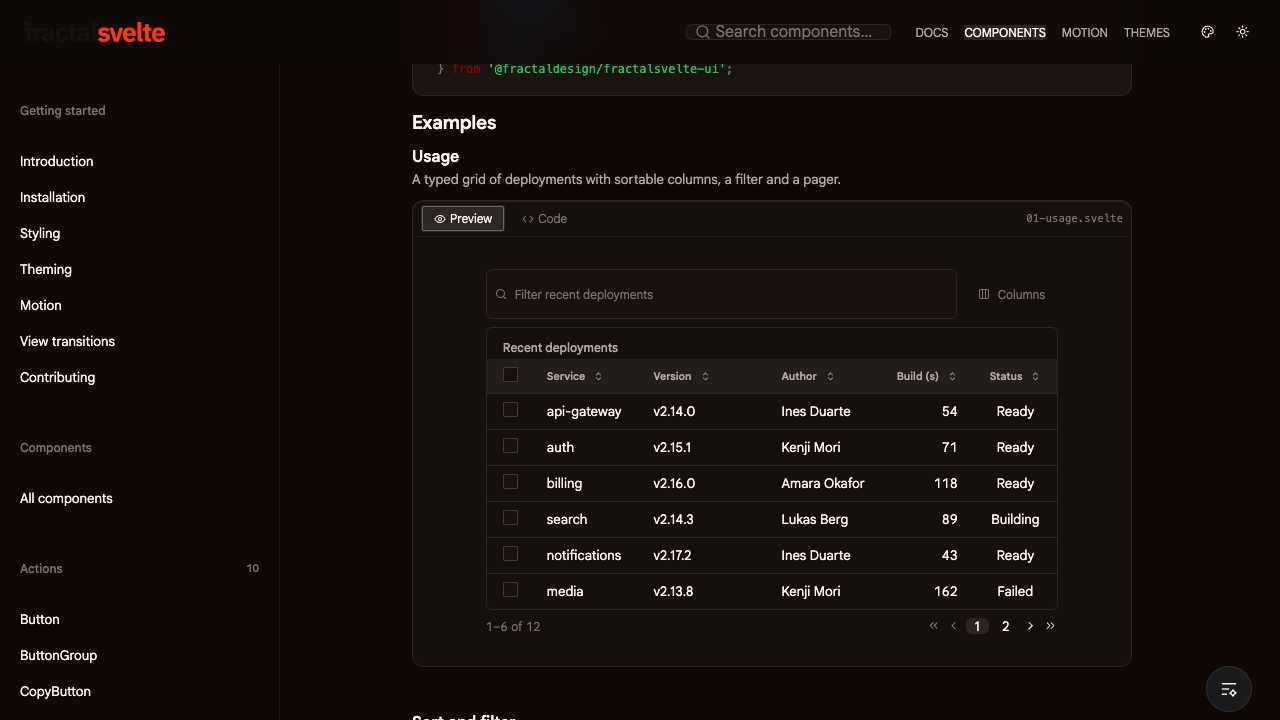 fractalsvelte
Search components...
DOCS
COMPONENTS
MOTION
THEMES
} from '@fractaldesign/fractalsvelte-ui';
Getting started
Introduction
Installation
Styling
Theming
Motion
View transitions
Contributing
Components
All components
Actions 10
Button
ButtonGroup
CopyButton
Examples
Usage
A typed grid of deployments with sortable columns, a filter and a pager.
Preview
Code
01-usage.svelte
Filter recent deployments
Columns
Recent deployments
Service Version Author Build (s) Status
api-gateway v2.14.0 Ines Duarte 54 Ready
auth v2.15.1 Kenji Mori 71 Ready
billing v2.16.0 Amara Okafor 118 Ready
search v2.14.3 Lukas Berg 89 Building
notifications v2.17.2 Ines Duarte 43 Ready
media v2.13.8 Kenji Mori 162 Failed
1–6 of 12
« ‹ 1 2 › »
Sort and filter